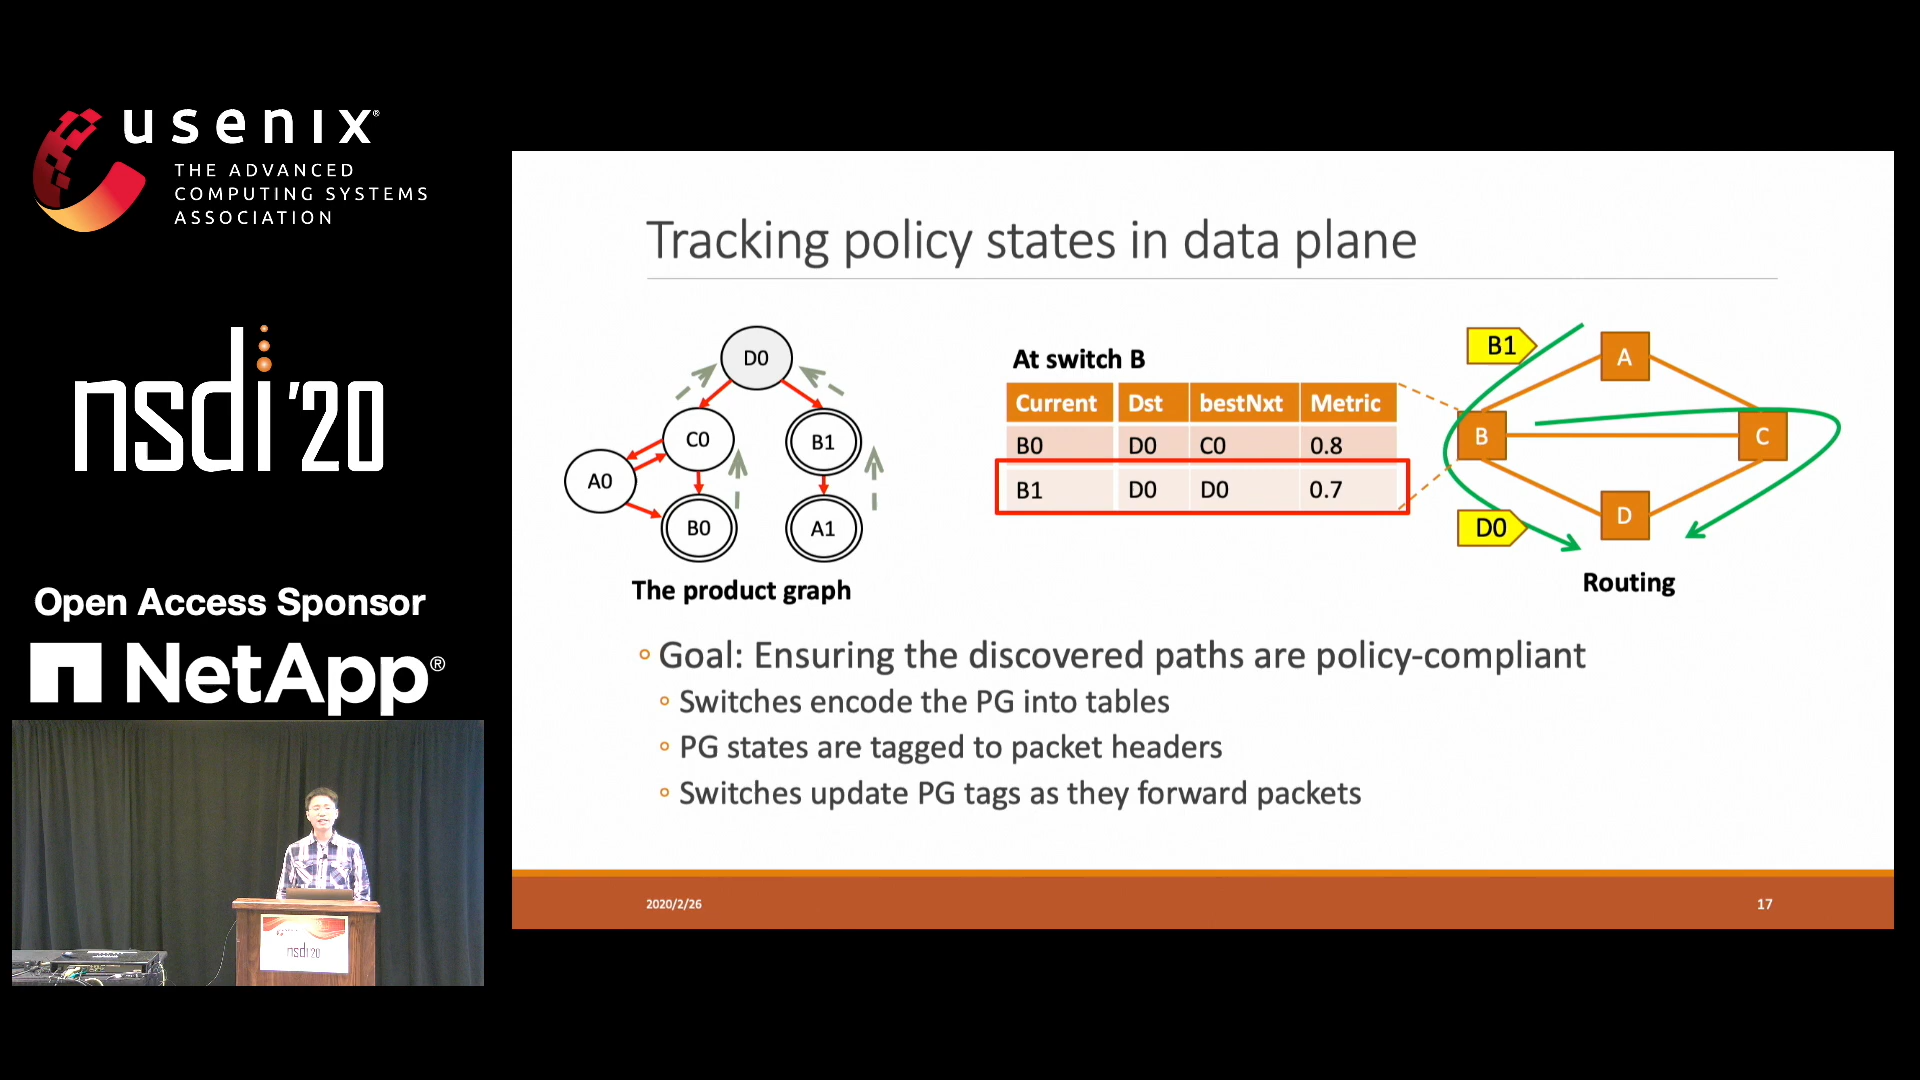 usenix®
THE ADVANCED
COMPUTING SYSTEMS
ASSOCIATION
nsdi '20
Open Access Sponsor
NetApp®
nsdi 20
Tracking policy states in data plane
D0
C0
B1
A0
B0
A1
The product graph
At switch B
Current Dst bestNxt Metric
B0 D0 C0 0.8
B1 D0 D0 0.7
B1
A
B
C
D0
D
Routing
Goal: Ensuring the discovered paths are policy-compliant
Switches encode the PG into tables
PG states are tagged to packet headers
Switches update PG tags as they forward packets
2020/2/26
17